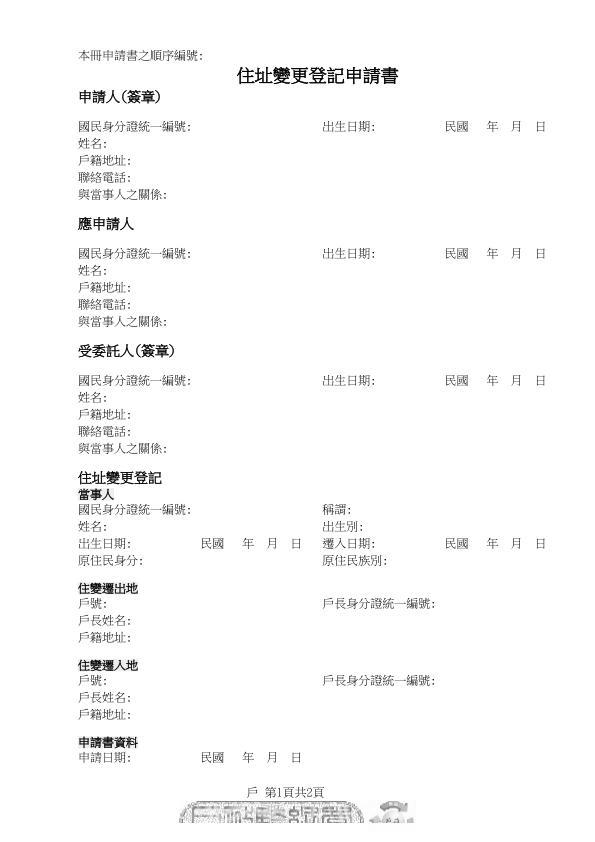 本冊申請書之順序編號:
住址變更登記申請書
申請人(簽章)
國民身分證統一編號: 出生日期: 民國 年 月 日
姓名:
戶籍地址:
聯絡電話:
與當事人之關係:
應申請人
國民身分證統一編號: 出生日期: 民國 年 月 日
姓名:
戶籍地址:
聯絡電話:
與當事人之關係:
受委託人(簽章)
國民身分證統一編號: 出生日期: 民國 年 月 日
姓名:
戶籍地址:
聯絡電話:
與當事人之關係:
住址變更登記
當事人
國民身分證統一編號: 稱謂:
姓名: 出生別:
出生日期: 民國 年 月 日 遷入日期: 民國 年 月 日
原住民身分: 原住民族別:
住變遷出地
戶號: 戶長身分證統一編號:
戶長姓名:
戶籍地址:
住變遷入地
戶號: 戶長身分證統一編號:
戶長姓名:
戶籍地址:
申請書資料
申請日期: 民國 年 月 日
戶 第1頁共2頁